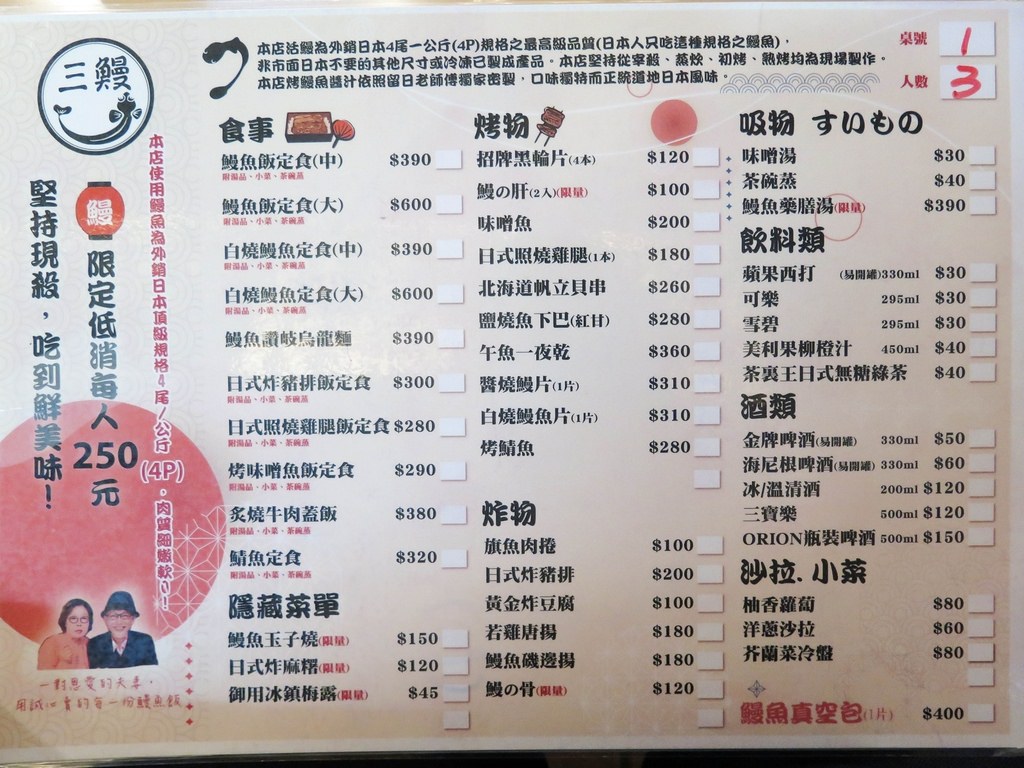 三鰻
本店活鰻為外銷日本4尾一公斤(4P)規格之最高級品質(日本人只吃這種規格之鰻魚),
非市面日本不要的其他尺寸或冷凍已製成產品。本店堅持從宰殺、蒸燴、初烤、熟烤均為現場製作。
本店烤鰻魚醬汁依照留日老師傅獨家密製,口味獨特而正統道地日本風味。
桌號 1
人數 3
本店使用鰻魚為外銷日本頂級規格4尾/公斤(4P),肉質細嫩軟Q!
鰻
限定低消每人250元
堅持現殺,吃到鮮美味!
一對恩愛的夫妻,
用誠心賣的每一份鰻魚飯
食事
鰻魚飯定食(中) $390
附湯品、小菜、茶碗蒸
鰻魚飯定食(大) $600
附湯品、小菜、茶碗蒸
白燒鰻魚定食(中) $390
附湯品、小菜、茶碗蒸
白燒鰻魚定食(大) $600
附湯品、小菜、茶碗蒸
鰻魚讚岐烏龍麵 $390
日式炸豬排飯定食 $300
附湯品、小菜、茶碗蒸
日式照燒雞腿飯定食 $280
附湯品、小菜、茶碗蒸
烤味噌魚飯定食 $290
附湯品、小菜、茶碗蒸
炙燒牛肉蓋飯 $380
附湯品、小菜、茶碗蒸
鯖魚定食 $320
附湯品、小菜、茶碗蒸
隱藏菜單
鰻魚玉子燒(限量) $150
日式炸麻糬(限量) $120
御用冰鎮梅露(限量) $45
烤物
招牌黑輪片(4本) $120
鰻の肝(2入)(限量) $100
味噌魚 $200
日式照燒雞腿(1本) $180
北海道帆立貝串 $260
鹽燒魚下巴(紅甘) $280
午魚一夜乾 $360
醬燒鰻片(1片) $310
白燒鰻魚片(1片) $310
烤鯖魚 $280
炸物
旗魚肉捲 $100
日式炸豬排 $200
黃金炸豆腐 $100
若雞唐揚 $180
鰻魚磯邊揚 $180
鰻の骨(限量) $120
吸物 すいもの
味噌湯 $30
茶碗蒸 $40
鰻魚藥膳湯(限量) $390
飲料類
蘋果西打 (易開罐)330ml $30
可樂 295ml $30
雪碧 295ml $30
美利果柳橙汁 450ml $40
茶裏王日式無糖綠茶 $40
酒類
金牌啤酒(易開罐) 330ml $50
海尼根啤酒(易開罐) 330ml $60
冰/溫清酒 200ml $120
三寶樂 500ml $120
ORION瓶裝啤酒 500ml $150
沙拉.小菜
柚香蘿蔔 $80
洋蔥沙拉 $60
芥蘭菜冷盤 $80
鰻魚真空包(1片) $400